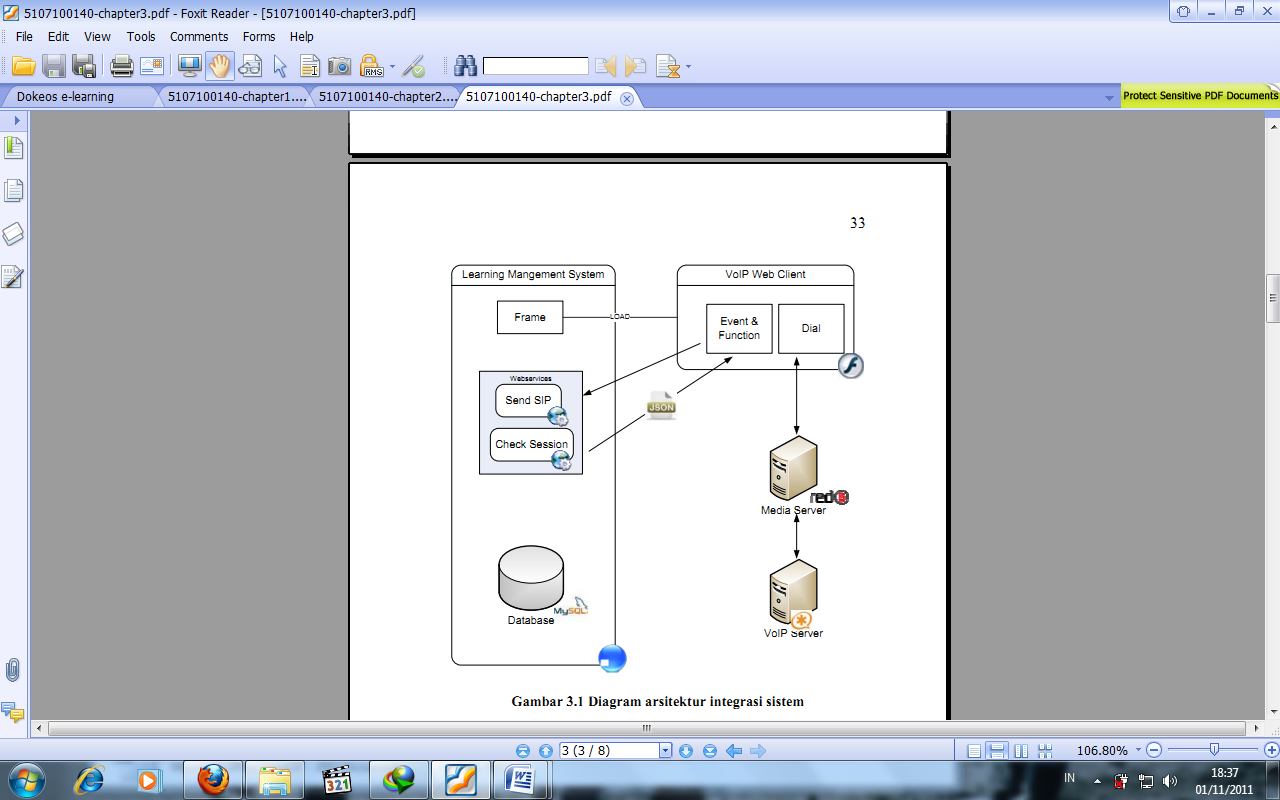 5107100140-chapter3.pdf - Foxit Reader - [5107100140-chapter3.pdf]
File Edit View Tools Comments Forms Help
RMS
Dokeos e-learning 5107100140-chapter1.... 5107100140-chapter2.... 5107100140-chapter3.pdf Protect Sensitive PDF Documents
33
Learning Mangement System
VoIP Web Client
Frame
LOAD
Event &
Function
Dial
Webservices
Send SIP
JSON
Check Session
red5
Media Server
MySQL
Database
VoIP Server
Gambar 3.1 Diagram arsitektur integrasi sistem
3 (3 / 8)
106.80%
321
IN
18:37
01/11/2011